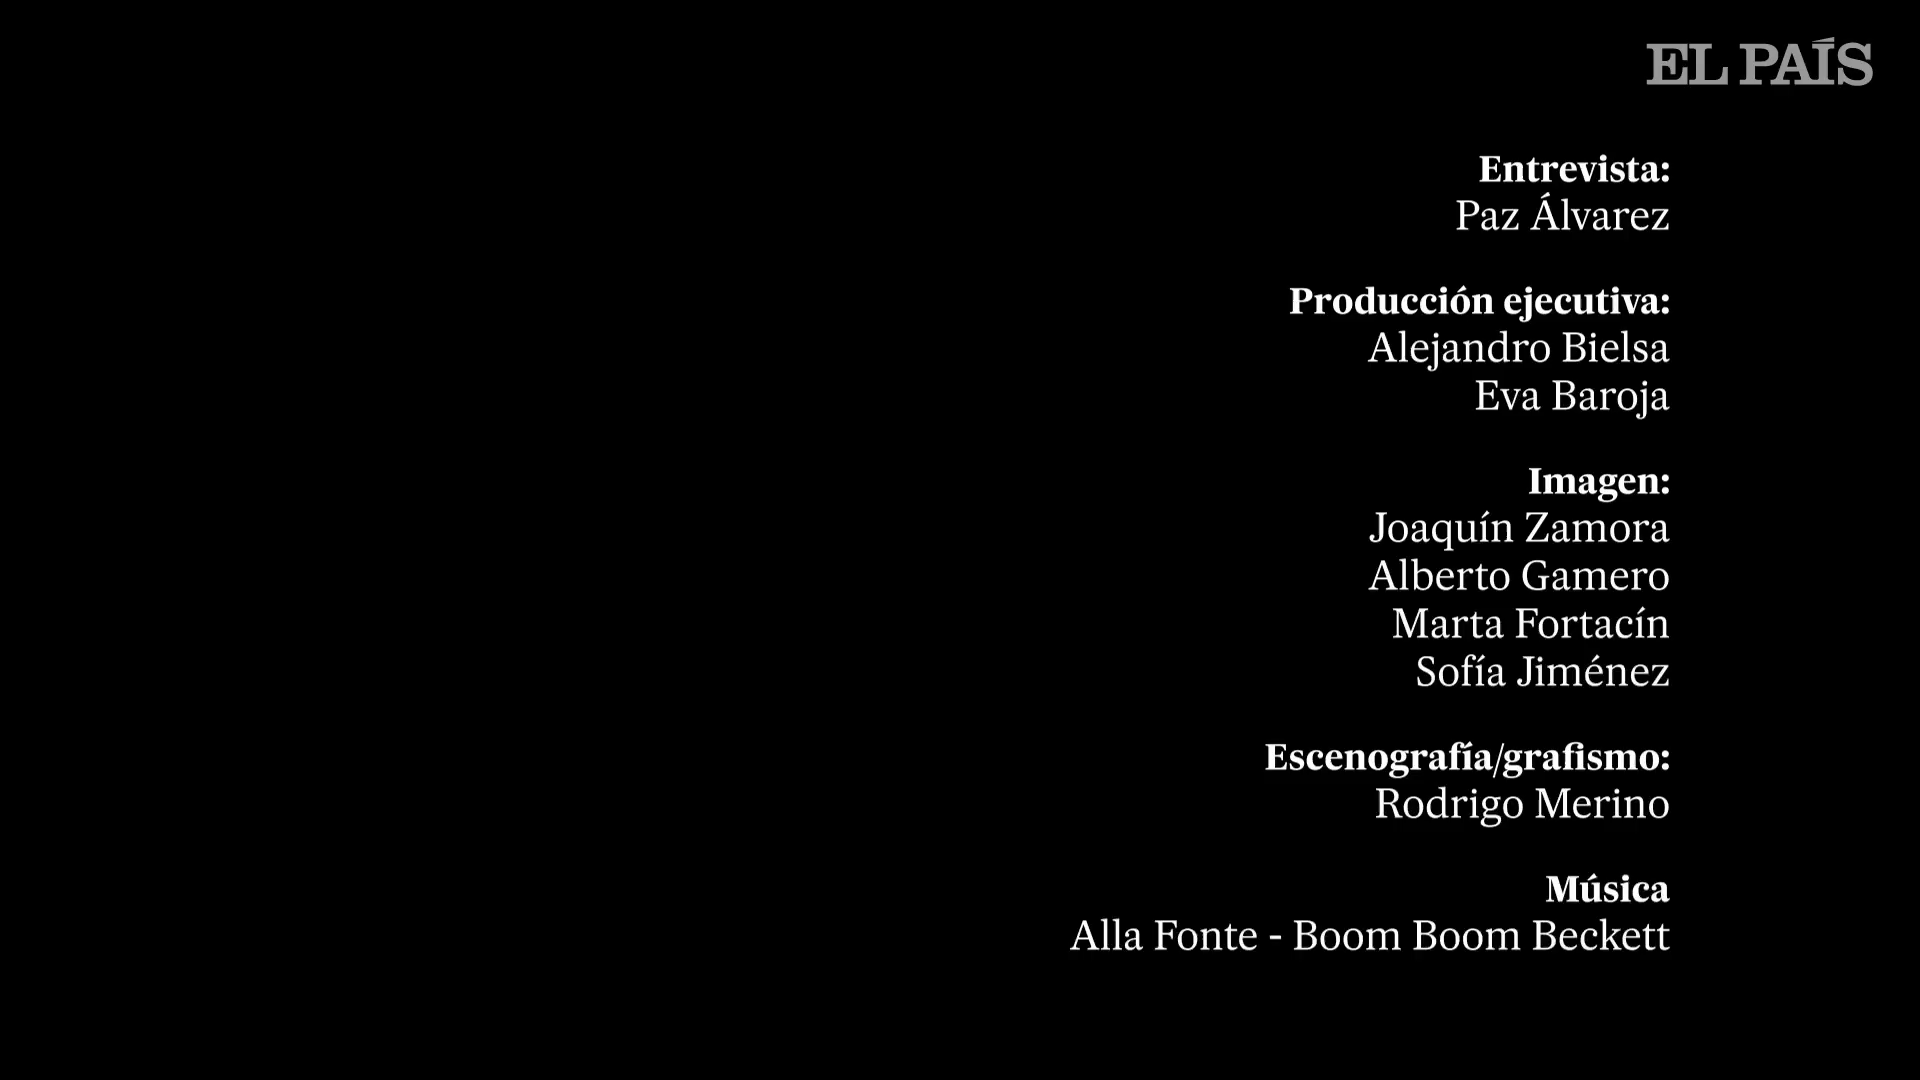 EL PAÍS
Entrevista:
Paz Álvarez
Producción ejecutiva:
Alejandro Bielsa
Eva Baroja
Imagen:
Joaquín Zamora
Alberto Gamero
Marta Fortacín
Sofía Jiménez
Escenografía/grafismo:
Rodrigo Merino
Música
Alla Fonte - Boom Boom Beckett